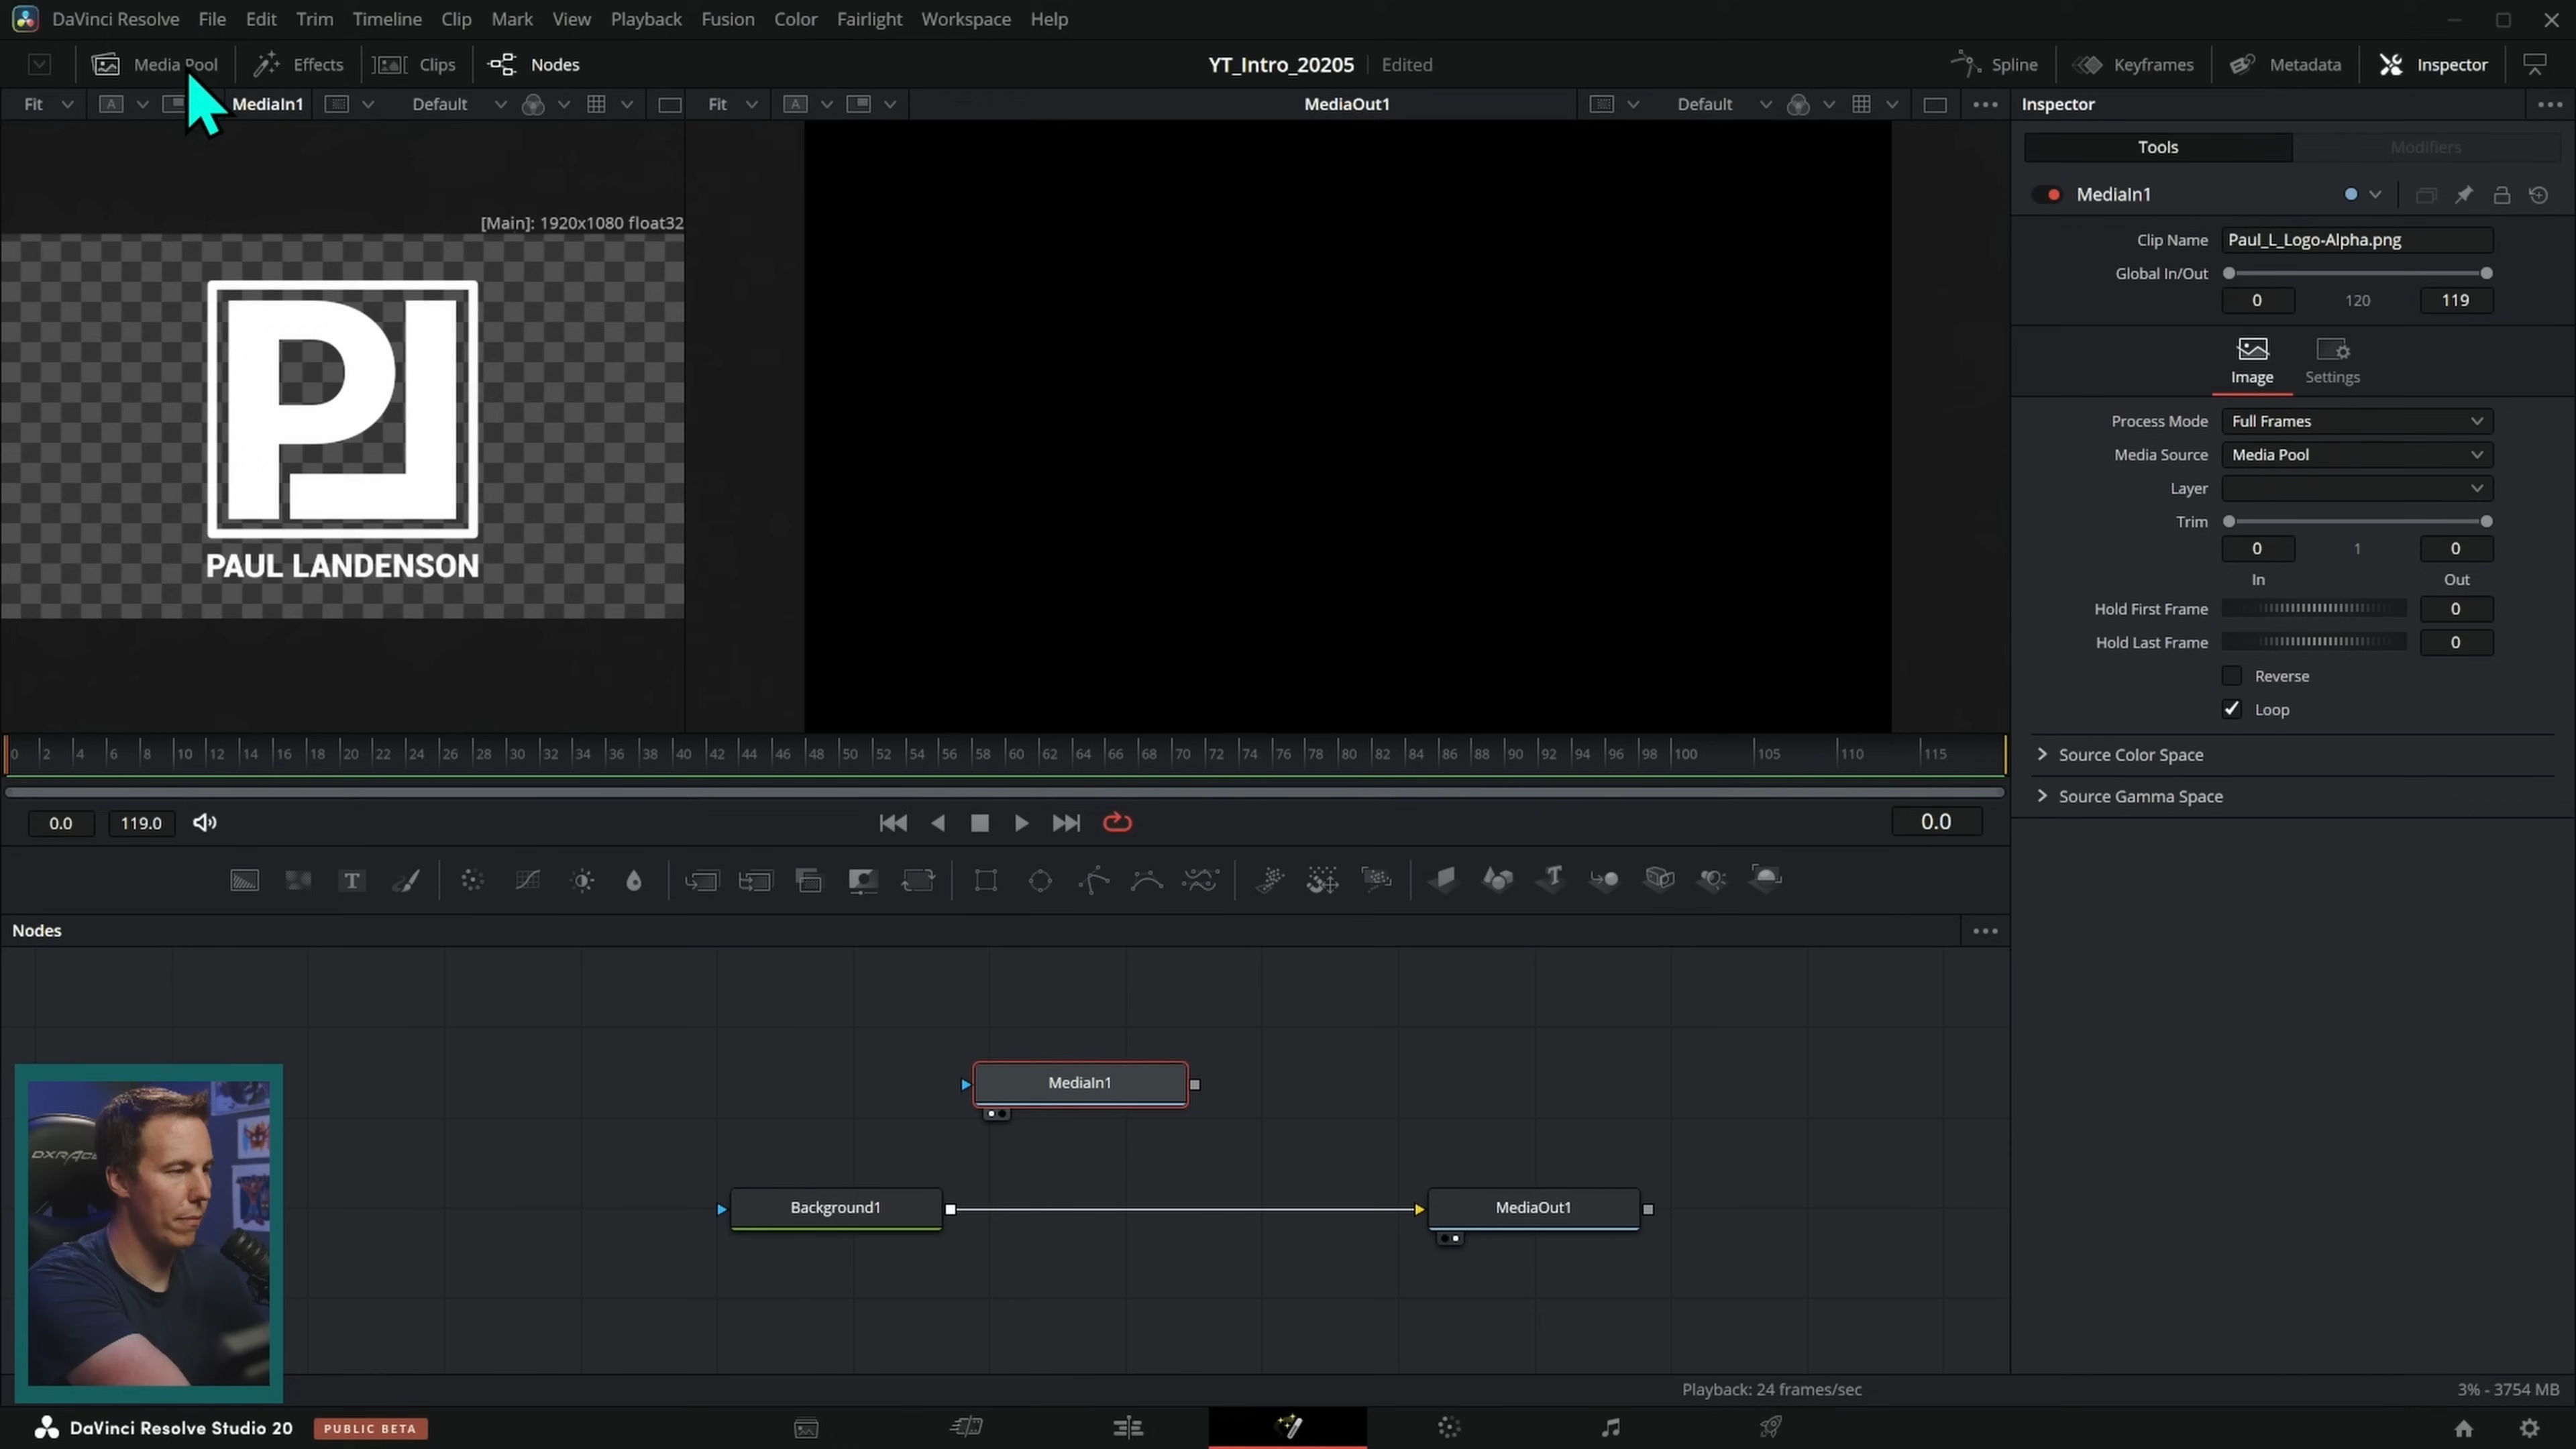 DaVinci Resolve File Edit Trim Timeline Clip Mark View Playback Fusion Color Fairlight Workspace Help
Media Pool Effects Clips Nodes YT_Intro_20205 Edited Spline Keyframes Metadata Inspector
Fit A MediaIn1 Default Fit A MediaOut1 Default Inspector
Tools Modifiers
MediaIn1
[Main]: 1920x1080 float32
Clip Name Paul_L_Logo-Alpha.png
Global In/Out
0 120 119
PL
PAUL LANDENSON
Image Settings
Process Mode Full Frames
Media Source Media Pool
Layer
Trim
0 1 0
In Out
Hold First Frame 0
Hold Last Frame 0
Reverse
Loop
Source Color Space
Source Gamma Space
0 2 4 6 8 10 12 14 16 18 20 22 24 26 28 30 32 34 36 38 40 42 44 46 48 50 52 54 56 58 60 62 64 66 68 70 72 74 76 78 80 82 84 86 88 90 92 94 96 98 100 105 110 115
0.0 119.0 0.0
T T
Nodes
MediaIn1
Background1 MediaOut1
DXRACE
Playback: 24 frames/sec 3% - 3754 MB
DaVinci Resolve Studio 20 PUBLIC BETA